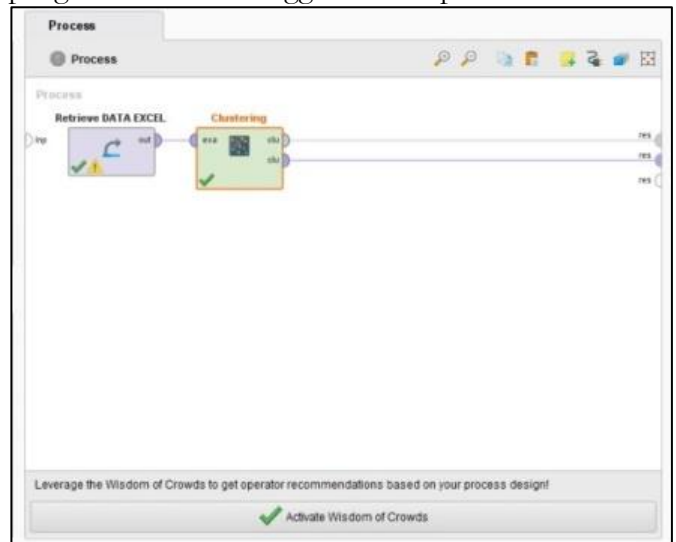 Process
Process
Process
Retrieve DATA EXCEL
Clustering
inp
out
exa
clu
clu
res
res
res
Leverage the Wisdom of Crowds to get operator recommendations based on your process design!
Activate Wisdom of Crowds